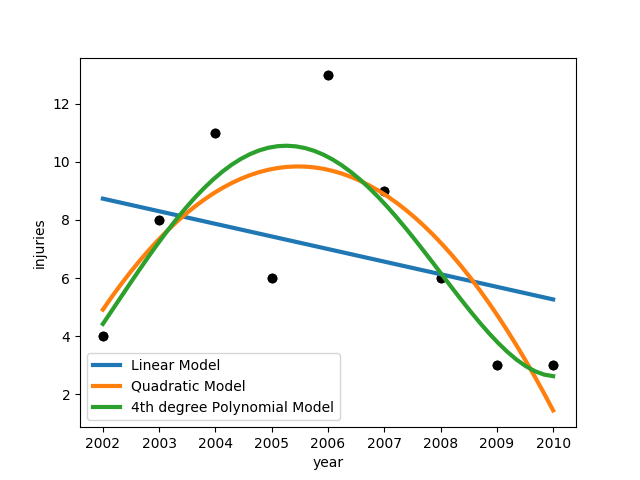 12
10
8
6
4
2
injuries
Linear Model
Quadratic Model
4th degree Polynomial Model
2002 2003 2004 2005 2006 2007 2008 2009 2010
year